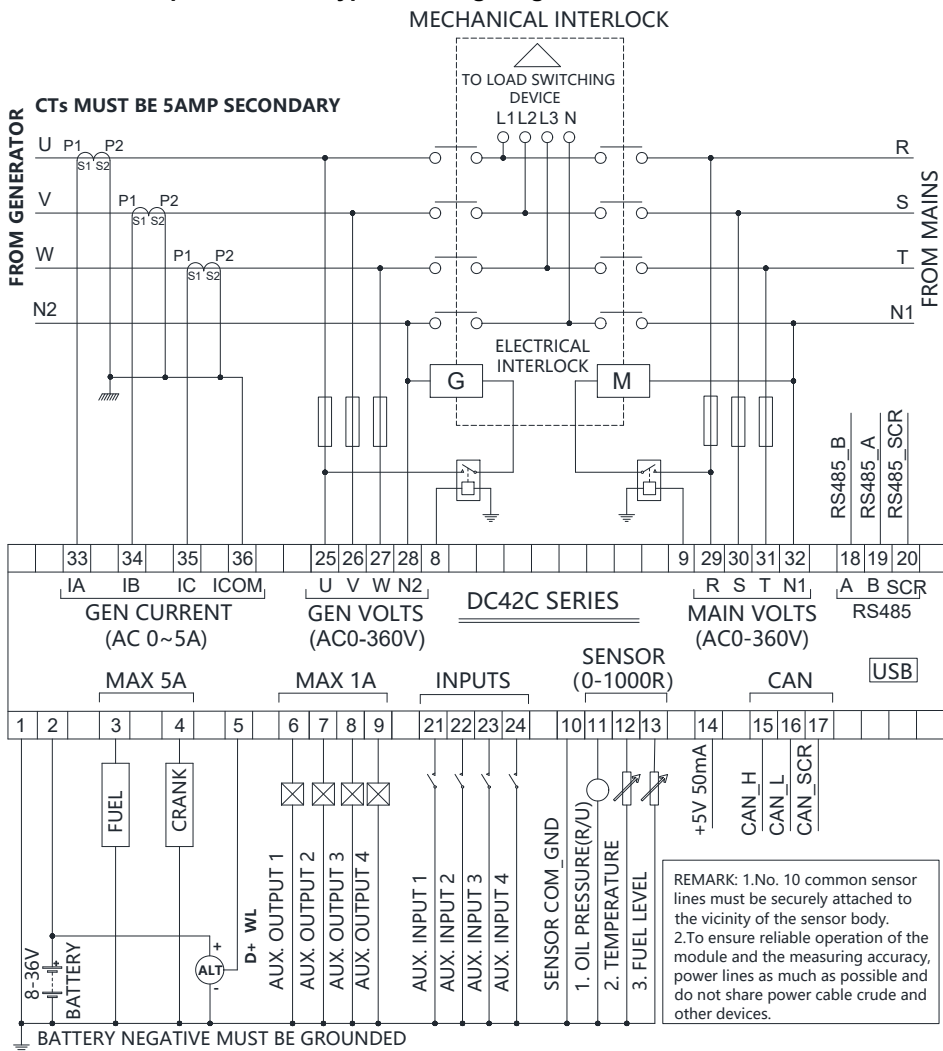 MECHANICAL INTERLOCK
TO LOAD SWITCHING
DEVICE
L1 L2 L3 N
CTs MUST BE 5AMP SECONDARY
FROM GENERATOR
U P1 P2
S1 S2
V P1 P2
S1 S2
W P1 P2
S1 S2
N2
R
S
T
N1
FROM MAINS
ELECTRICAL
INTERLOCK
G
M
RS485_B
RS485_A
RS485_SCR
33 34 35 36 25 26 27 28 8 9 29 30 31 32 18 19 20
IA IB IC ICOM U V W N2 R S T N1 A B SCR
GEN CURRENT
(AC 0~5A)
GEN VOLTS
(AC0-360V)
DC42C SERIES
MAIN VOLTS
(AC0-360V)
RS485
MAX 5A
MAX 1A
INPUTS
SENSOR
(0-1000R)
CAN
USB
1 2 3 4 5 6 7 8 9 21 22 23 24 10 11 12 13 14 15 16 17
8-36V
BATTERY
+
FUEL
CRANK
+
ALT
-
D+ WL
AUX. OUTPUT 1
AUX. OUTPUT 2
AUX. OUTPUT 3
AUX. OUTPUT 4
AUX. INPUT 1
AUX. INPUT 2
AUX. INPUT 3
AUX. INPUT 4
SENSOR COM_GND
1. OIL PRESSURE(R/U)
2. TEMPERATURE
3. FUEL LEVEL
+5V 50mA
CAN_H
CAN_L
CAN_SCR
REMARK: 1.No. 10 common sensor
lines must be securely attached to
the vicinity of the sensor body.
2.To ensure reliable operation of the
module and the measuring accuracy,
power lines as much as possible and
do not share power cable crude and
other devices.
BATTERY NEGATIVE MUST BE GROUNDED